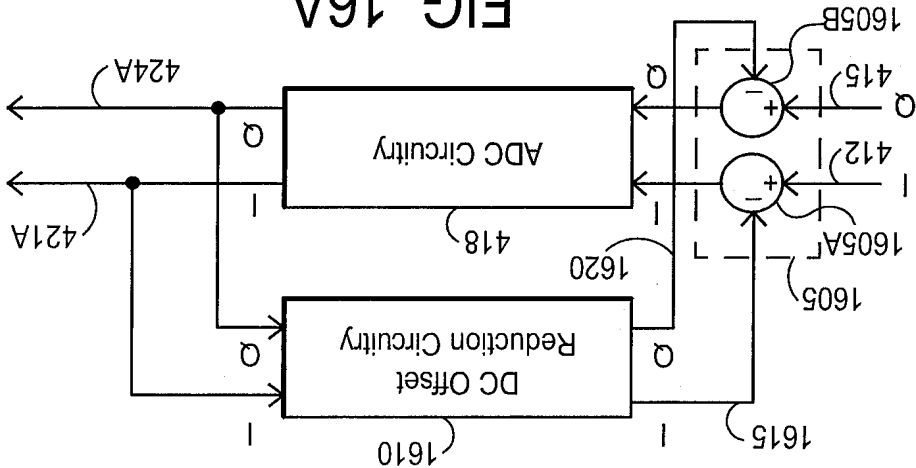 1610
1615
I
I
DC Offset
Reduction Circuitry
Q
Q
1605
1620
1605A
418
421A
I
412
I
I
ADC Circuitry
Q
415
Q
Q
424A
1605B
FIG 16A